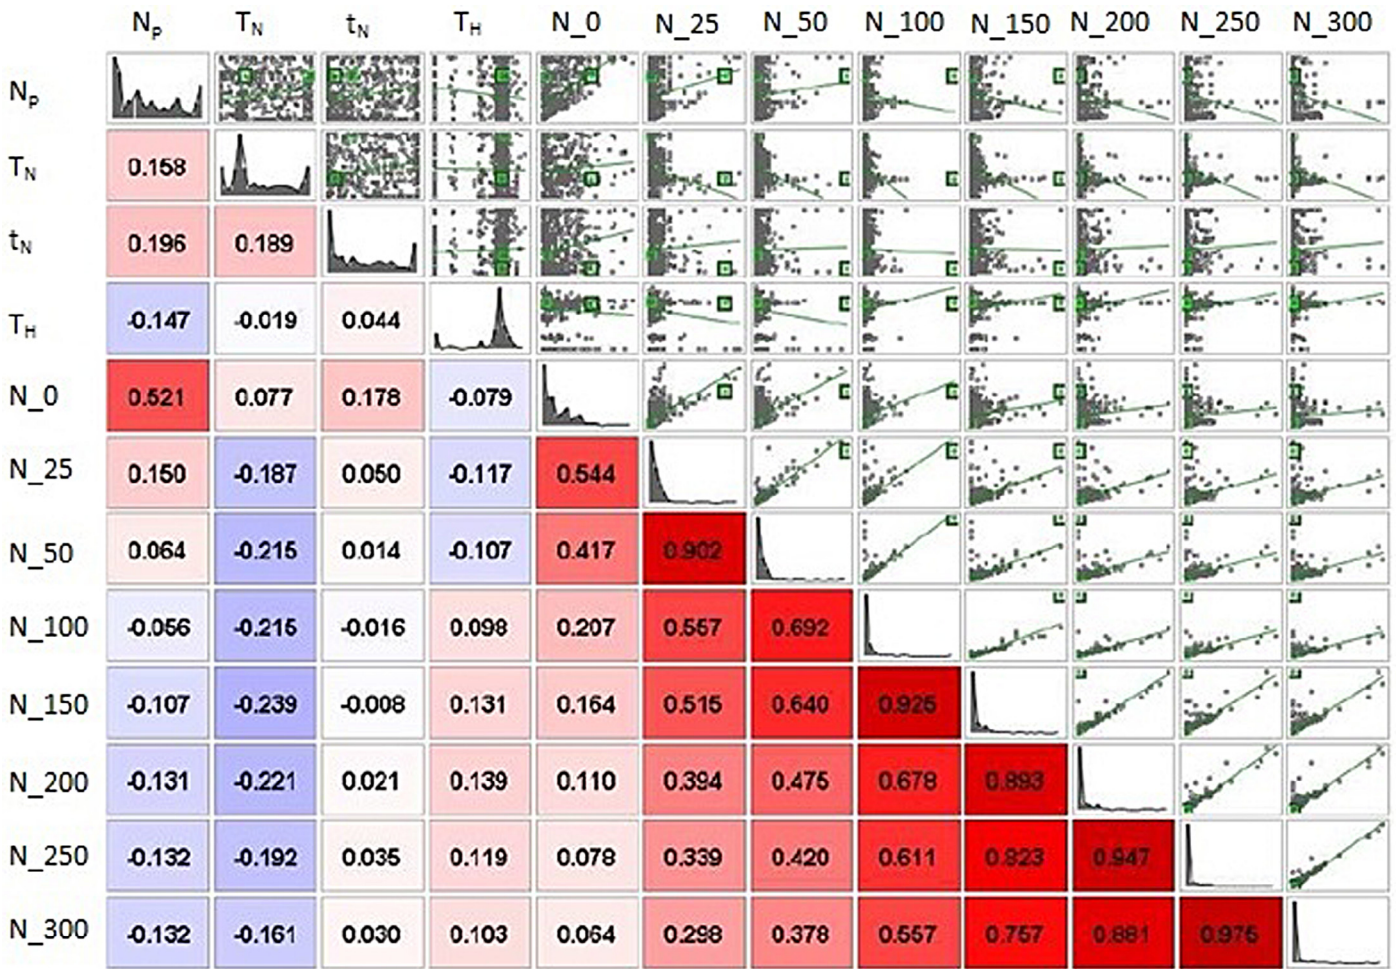 N_P T_N t_N T_H N_0 N_25 N_50 N_100 N_150 N_200 N_250 N_300
N_P
T_N 0.158
t_N 0.196 0.189
T_H -0.147 -0.019 0.044
N_0 0.521 0.077 0.178 -0.079
N_25 0.150 -0.187 0.050 -0.117 0.544
N_50 0.064 -0.215 0.014 -0.107 0.417 0.902
N_100 -0.056 -0.215 -0.016 0.098 0.207 0.557 0.692
N_150 -0.107 -0.239 -0.008 0.131 0.164 0.515 0.640 0.925
N_200 -0.131 -0.221 0.021 0.139 0.110 0.394 0.475 0.678 0.893
N_250 -0.132 -0.192 0.035 0.119 0.078 0.339 0.420 0.611 0.823 0.947
N_300 -0.132 -0.161 0.030 0.103 0.064 0.298 0.378 0.557 0.757 0.881 0.975